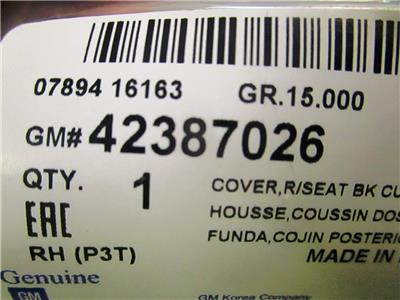 07894 16163 GR.15.000
GM# 42387026
QTY. 1 COVER,R/SEAT BK CU
EAC HOUSSE,COUSSIN DOS
FUNDA,COJIN POSTERIO
RH (P3T) MADE IN
Genuine
GM GM Korea Company